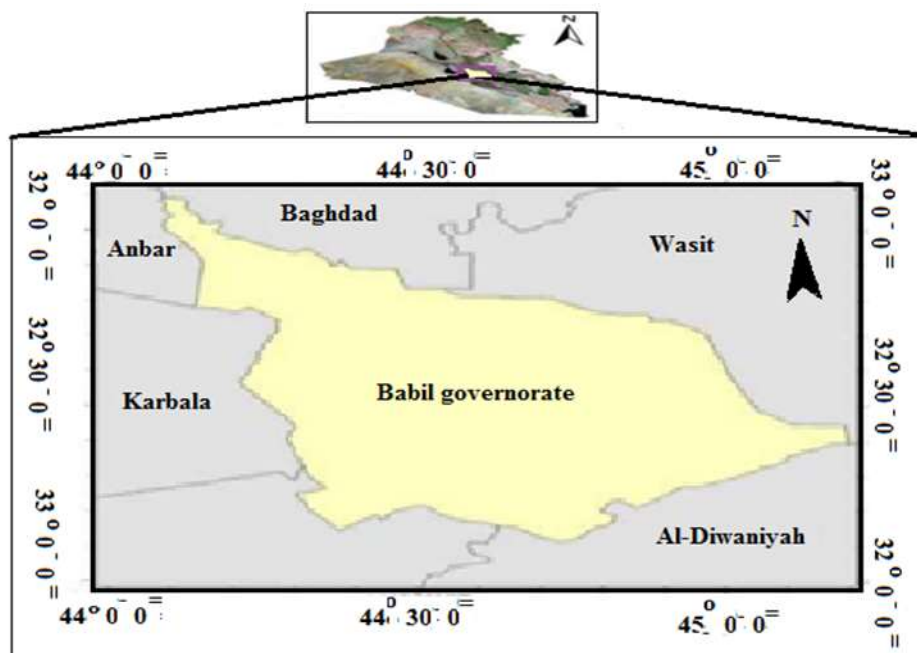 N
44° 0´ 0˝
44° 30´ 0˝
45° 0´ 0˝
32° 0´ 0˝
33° 0´ 0˝
Baghdad
N
Anbar
Wasit
32° 30´ 0˝
32° 30´ 0˝
Karbala
Babil governorate
33° 0´ 0˝
32° 0´ 0˝
Al-Diwaniyah
44° 0´ 0˝
44° 30´ 0˝
45° 0´ 0˝